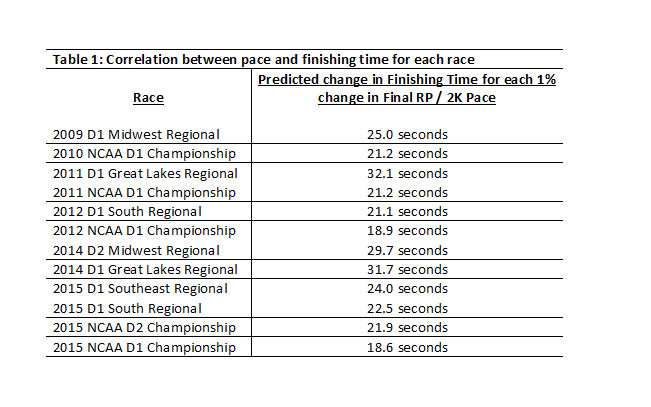 Table 1: Correlation between pace and finishing time for each race
Race
Predicted change in Finishing Time for each 1%
change in Final RP / 2K Pace
2009 D1 Midwest Regional 25.0 seconds
2010 NCAA D1 Championship 21.2 seconds
2011 D1 Great Lakes Regional 32.1 seconds
2011 NCAA D1 Championship 21.2 seconds
2012 D1 South Regional 21.1 seconds
2012 NCAA D1 Championship 18.9 seconds
2014 D2 Midwest Regional 29.7 seconds
2014 D1 Great Lakes Regional 31.7 seconds
2015 D1 Southeast Regional 24.0 seconds
2015 D1 South Regional 22.5 seconds
2015 NCAA D2 Championship 21.9 seconds
2015 NCAA D1 Championship 18.6 seconds